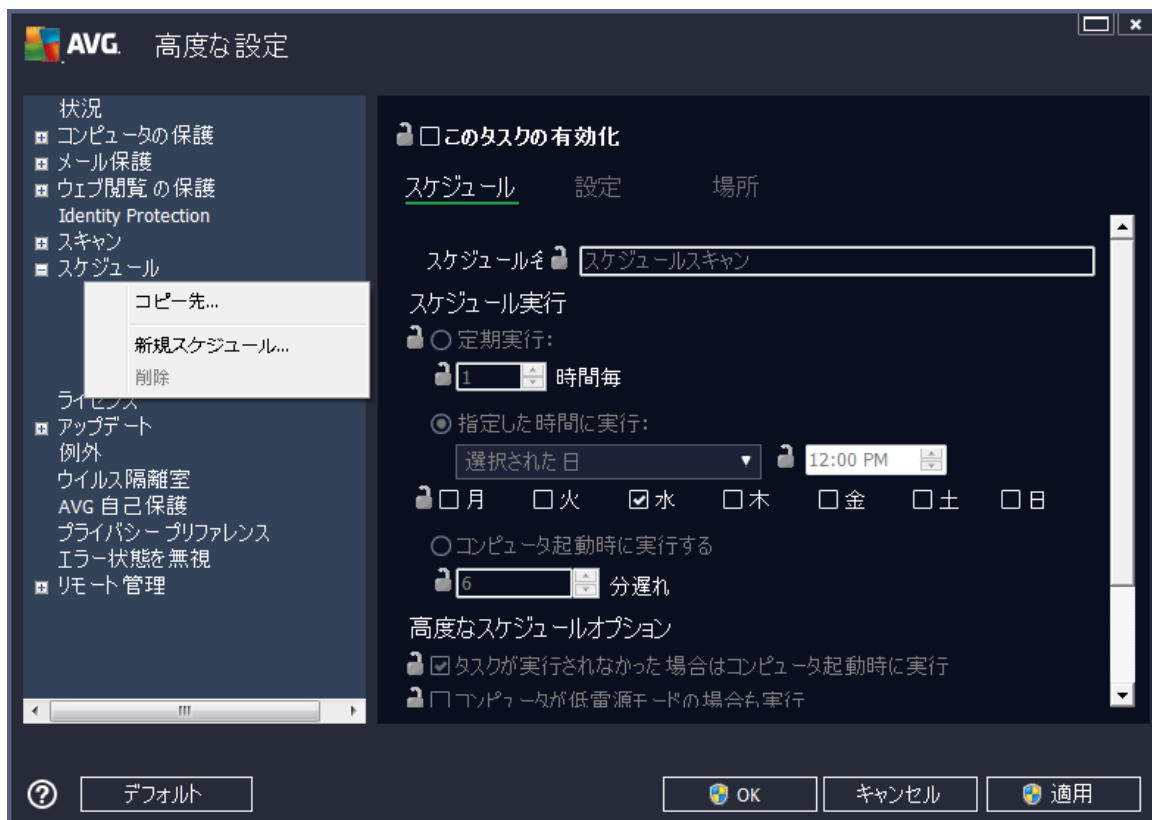 AVG. 高度な設定
状況
コンピュータの保護
メール保護
ウェブ閲覧 の保護
Identity Protection
スキャン
スケジュール
コピー先...
新規スケジュール...
削除
ライセンス
アップデート
例外
ウイルス隔離室
AVG 自己保護
プライバシー プリファレンス
エラー状態を無視
リモート管理
このタスクの有効化
スケジュール 設定 場所
スケジュール名 スケジュールスキャン
スケジュール実行
定期実行:
1 時間毎
指定した時間に実行:
選択された日 12:00 PM
月 火 水 木 金 土 日
コンピュータ起動時に実行する
6 分遅れ
高度なスケジュールオプション
タスクが実行されなかった場合はコンピュータ起動時に実行
コンピュータが低電源モードの場合も実行
デフォルト OK キャンセル 適用